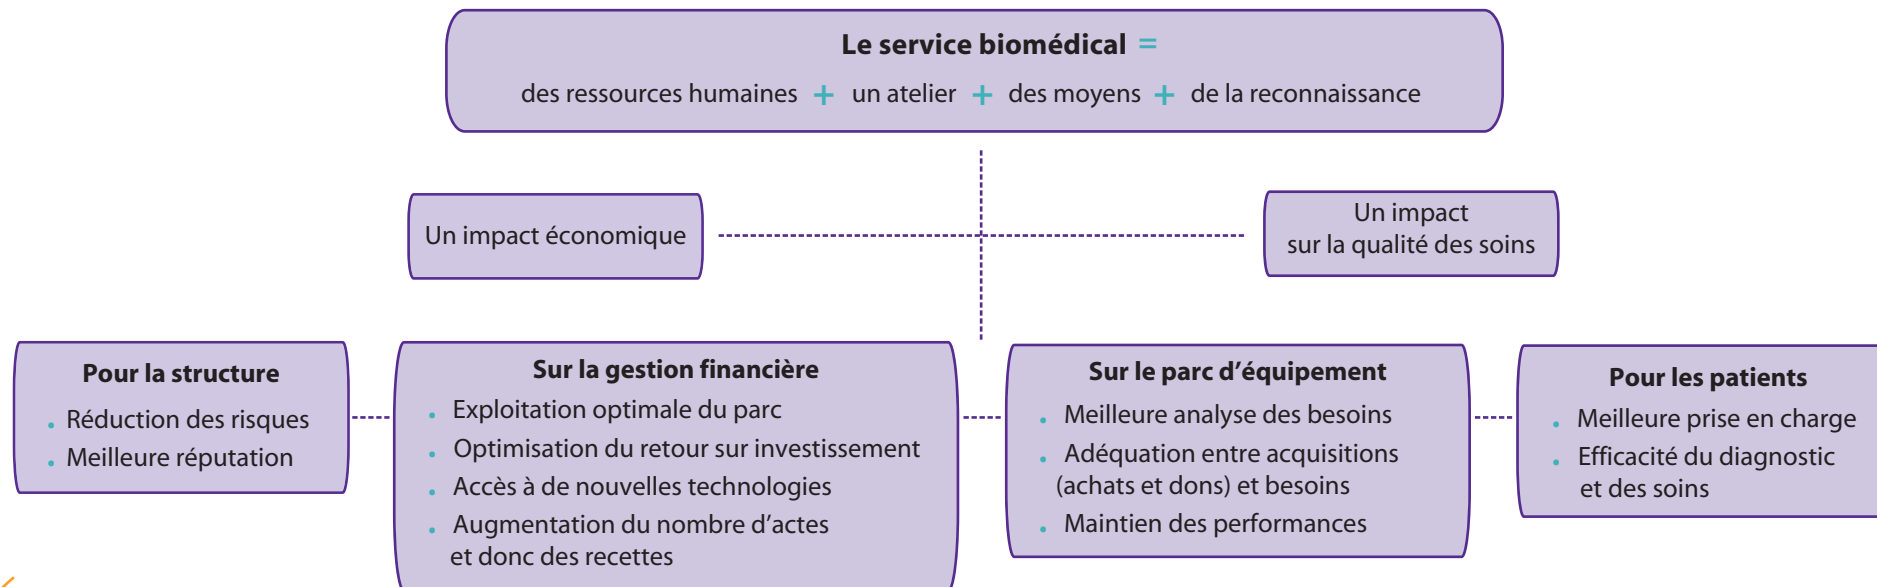 Le service biomédical =
des ressources humaines + un atelier + des moyens + de la reconnaissance
Un impact économique
Un impact
sur la qualité des soins
Pour la structure
. Réduction des risques
. Meilleure réputation
Sur la gestion financière
. Exploitation optimale du parc
. Optimisation du retour sur investissement
. Accès à de nouvelles technologies
. Augmentation du nombre d’actes
et donc des recettes
Sur le parc d’équipement
. Meilleure analyse des besoins
. Adéquation entre acquisitions
(achats et dons) et besoins
. Maintien des performances
Pour les patients
. Meilleure prise en charge
. Efficacité du diagnostic
et des soins